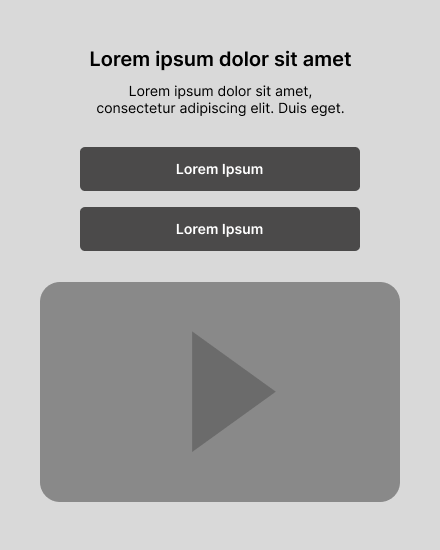 Lorem ipsum dolor sit amet
Lorem ipsum dolor sit amet,
consectetur adipiscing elit. Duis eget.
Lorem Ipsum
Lorem Ipsum